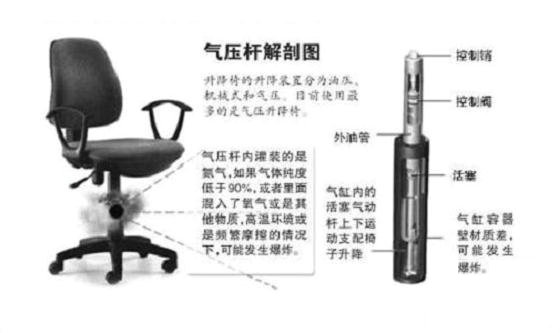 气压杆解剖图
升降椅的升降装置分为油压、
机械式和气压。目前使用最
多的是气压升降椅。
气压杆内灌装的是
氮气,如果气体纯度
低于90%,或者里面
混入了氧气或是其
他物质,高温环境或
是频繁摩擦的情况
下,可能发生爆炸。
控制销
控制阀
外油管
活塞
气缸内的
活塞气动
杆上下运
动支配椅
子升降
气缸容器
壁材质差,
可能发生
爆炸。